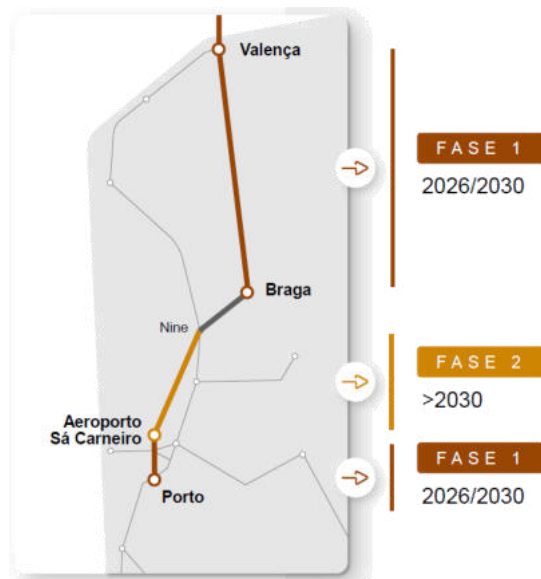 Valença
FASE 1
2026/2030
Braga
Nine
FASE 2
>2030
Aeroporto
Sá Carneiro
FASE 1
2026/2030
Porto